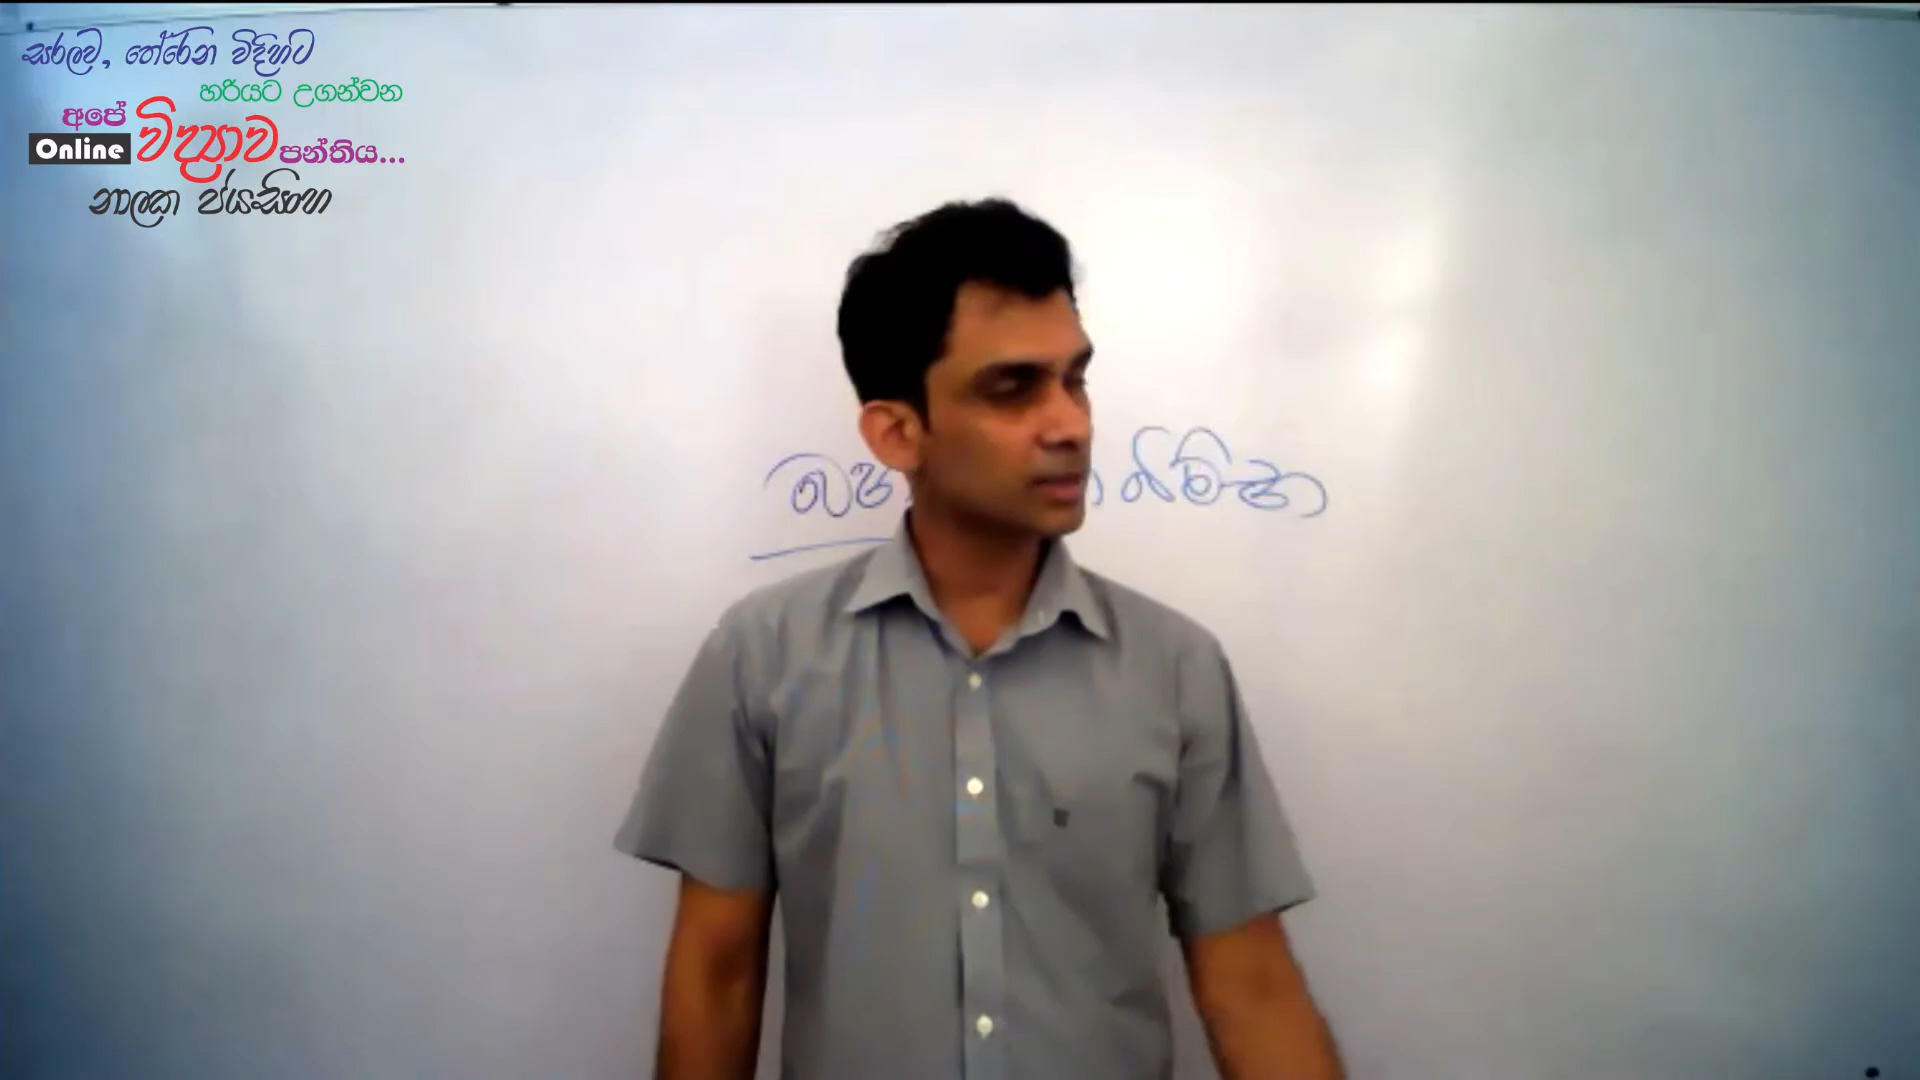 සරලව, තේරෙන විදිහට
හරියට උගන්වන
අපේ
Online විද්‍යාව පන්තිය...
නාලක ජයසිංහ